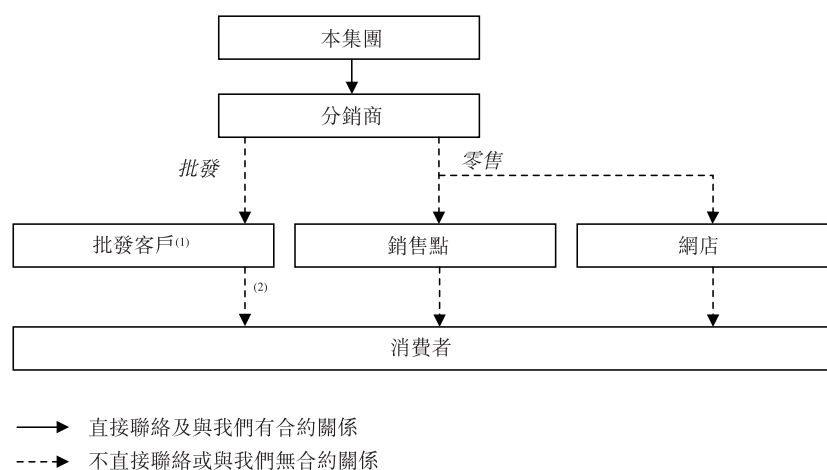 本集團
分銷商
批發
零售
批發客戶(1)
銷售點
網店
(2)
消費者
直接聯絡及與我們有合約關係
不直接聯絡或與我們無合約關係